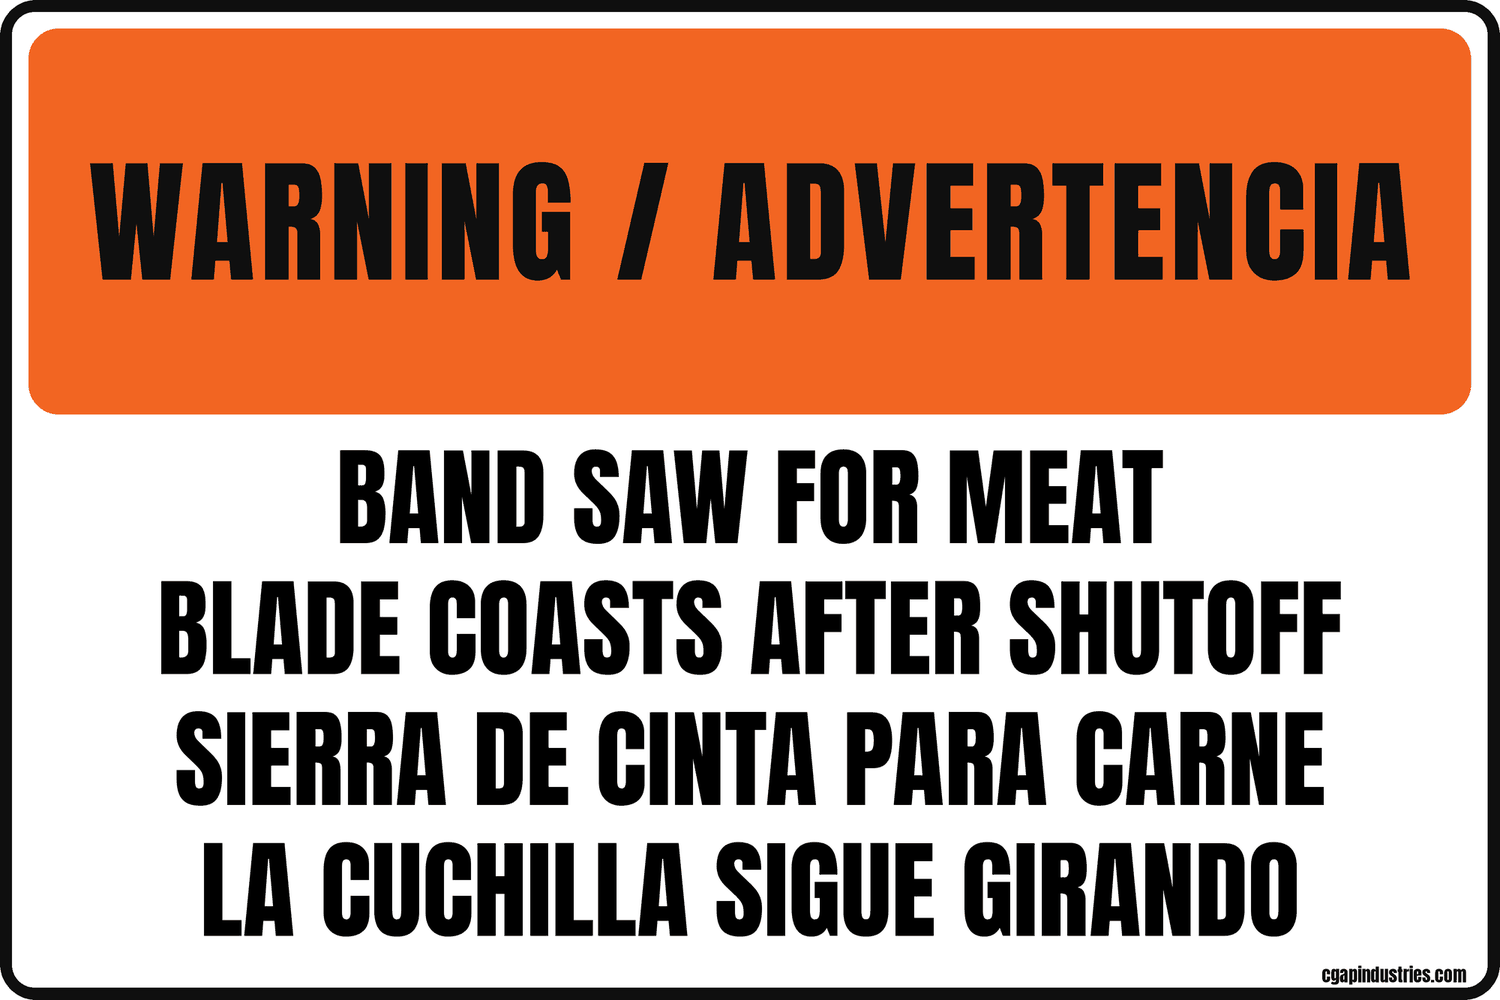 WARNING / ADVERTENCIA
BAND SAW FOR MEAT
BLADE COASTS AFTER SHUTOFF
SIERRA DE CINTA PARA CARNE
LA CUCHILLA SIGUE GIRANDO
cgapindustries.com